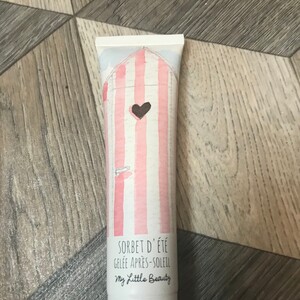 SORBET D'ÉTÉ
GELÉE APRÈS-SOLEIL
My Little Beauty